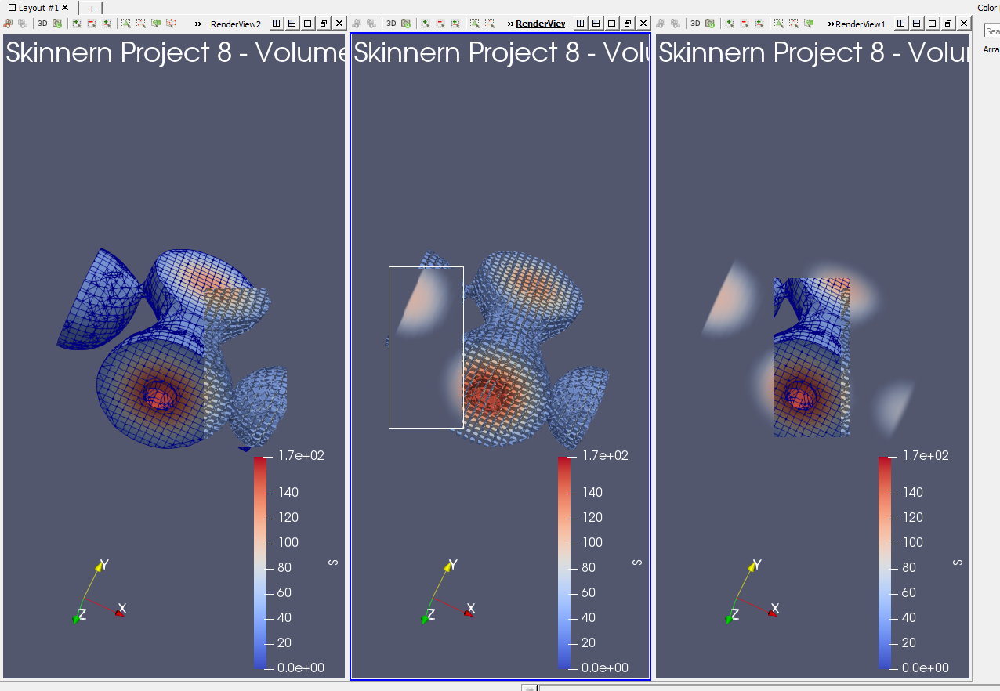 Layout #1
+
Color
3D
»
RenderView2
3D
»RenderView
3D
»RenderView1
Sea
Arra
Skinnern Project 8 - Volume
Skinnern Project 8 - Volu
Skinnern Project 8 - Volur
1.7e+02
140
120
100
80
60
40
20
0.0e+00
S
Y
X
Z
1.7e+02
140
120
100
80
60
40
20
0.0e+00
S
Y
X
Z
1.7e+02
140
120
100
80
60
40
20
0.0e+00
S
Y
X
Z